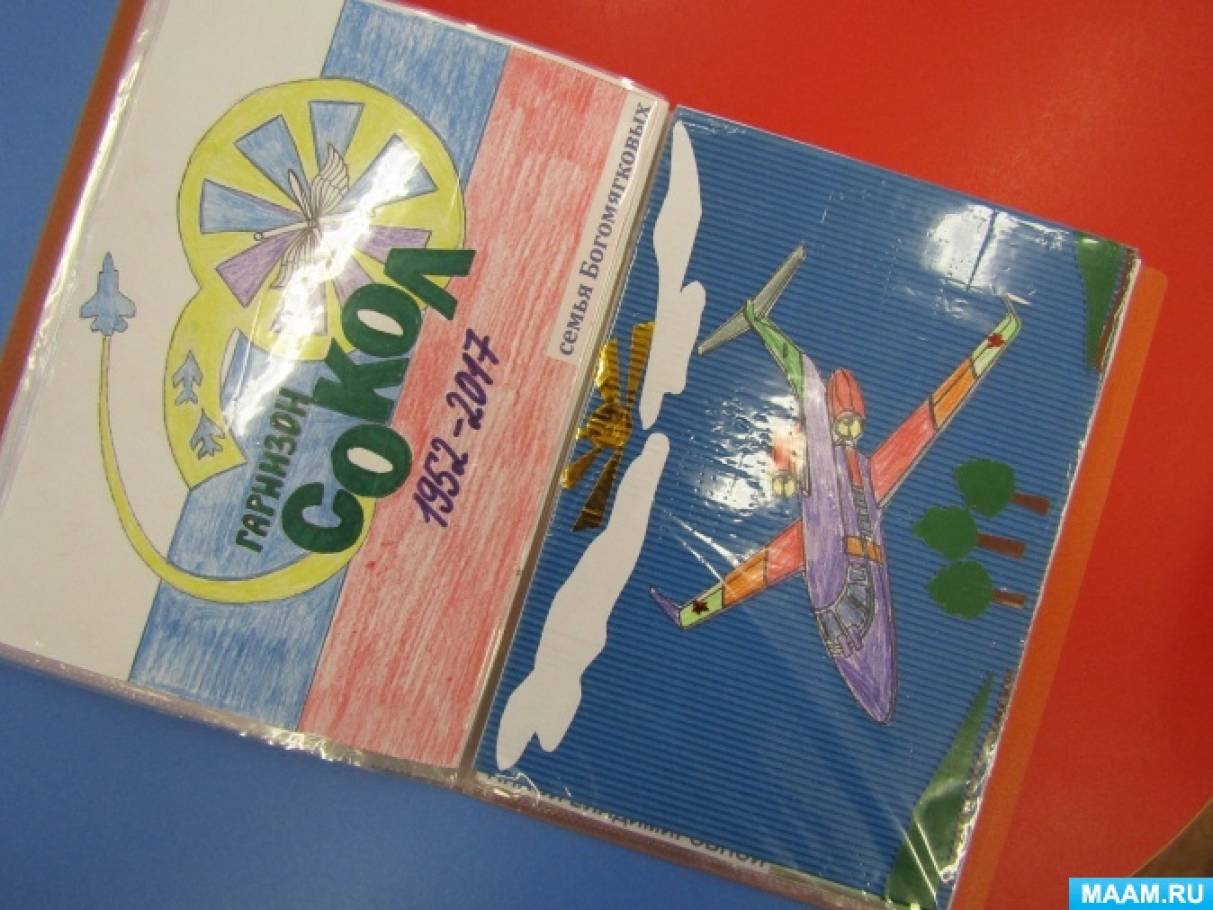 ГАРНИЗОН
СОКОЛ
1952-2017
семья Богомягковых
MAAM.RU